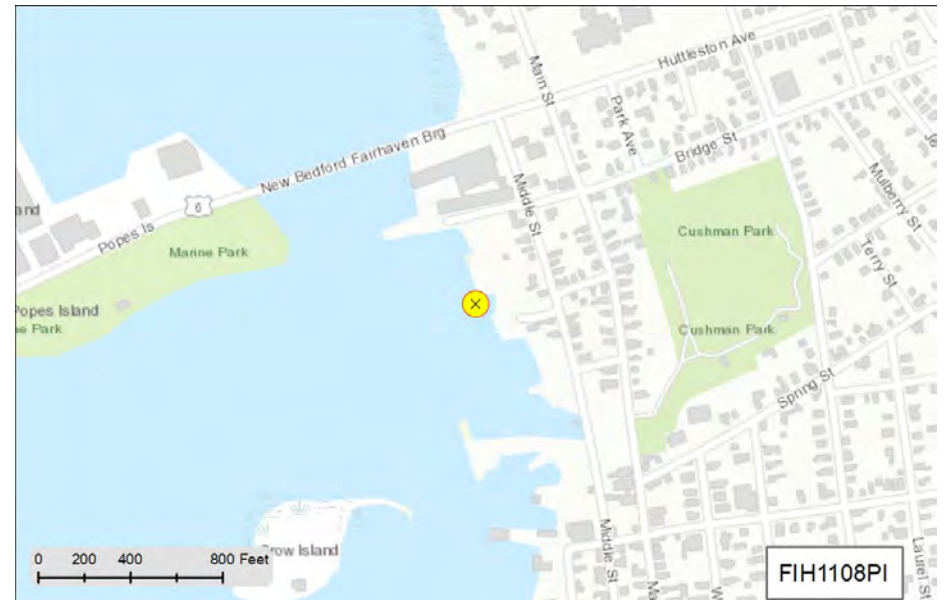 Huttleston Ave
Main St
Park Ave
New Bedford Fairhaven Brg
Bridge St
Middle St
Mulberry St
6
Popes Is
Marine Park
Cushman Park
Terry St
Popes Island
Park
Cushman Park
Spring St
Crow Island
Middle St
Laurel St
0 200 400 800 Feet
FIH1108PI